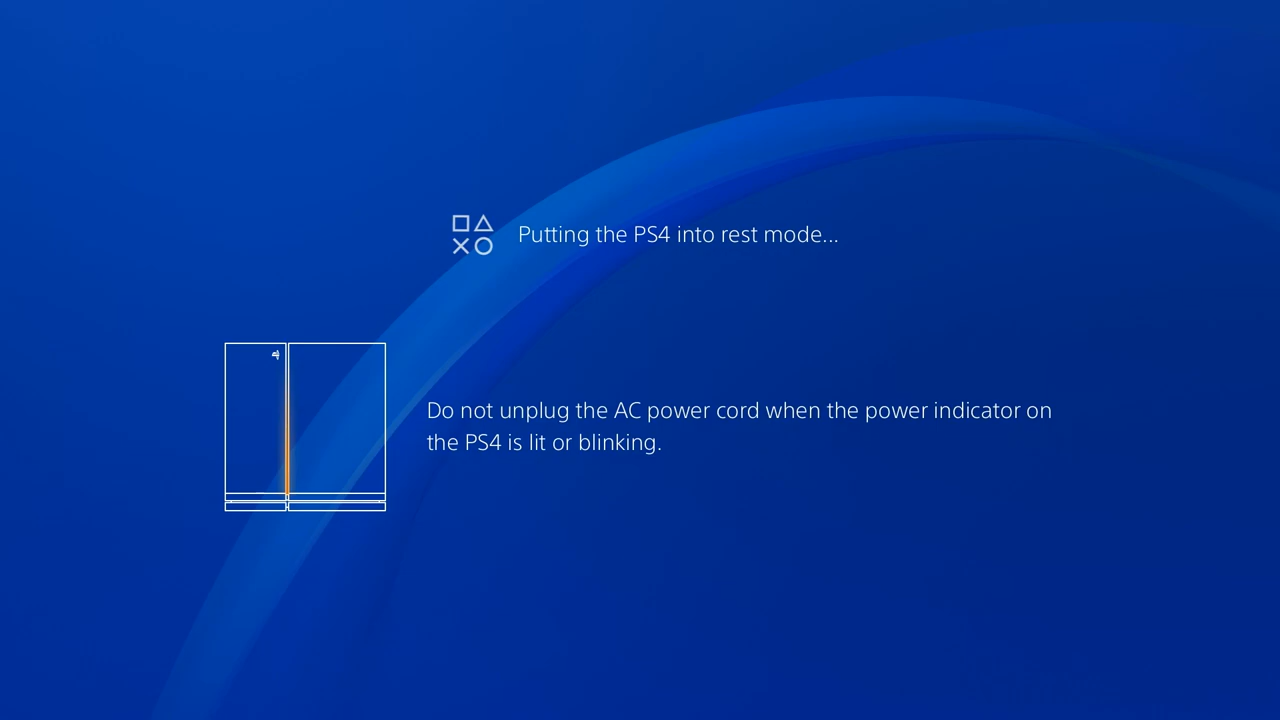 Putting the PS4 into rest mode...
Do not unplug the AC power cord when the power indicator on
the PS4 is lit or blinking.